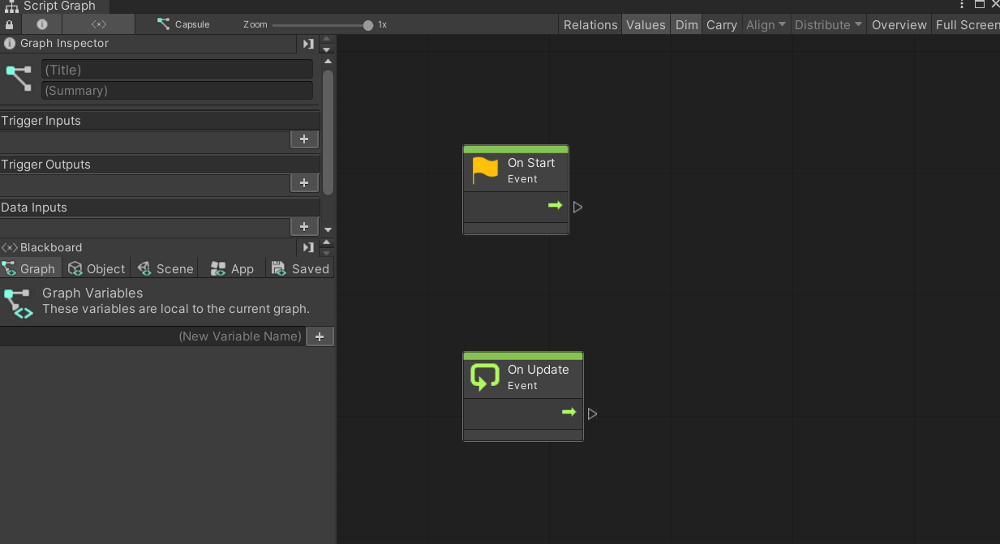 Script Graph
Capsule Zoom 1x Relations Values Dim Carry Align Distribute Overview Full Screen
Graph Inspector
(Title)
(Summary)
Trigger Inputs
Trigger Outputs
Data Inputs
Blackboard
Graph Object Scene App Saved
Graph Variables
These variables are local to the current graph.
(New Variable Name)
On Start
Event
On Update
Event